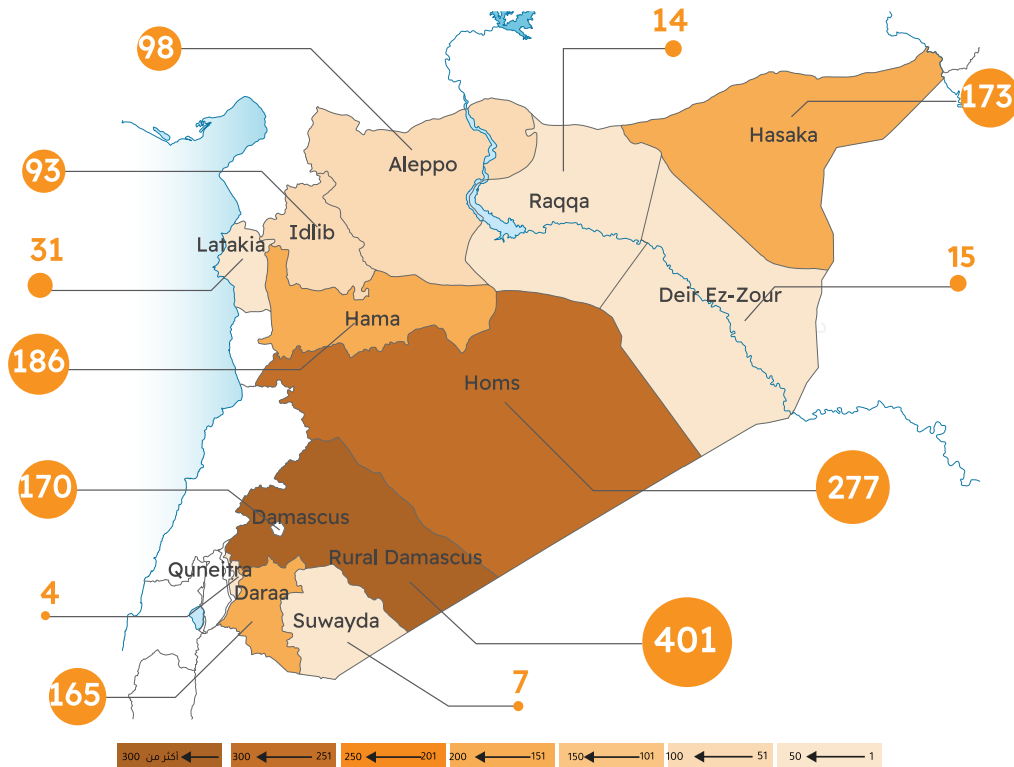 14
98
173
Hasaka
Aleppo
93
Raqqa
Idlib
Latakia
31
15
Deir Ez-Zour
Hama
186
Homs
277
170
Damascus
Rural Damascus
Quneitra
4
Daraa
Suwayda
401
7
165
أكثر من 300
300 251
250 201
200 151
150 101
100 51
50 1